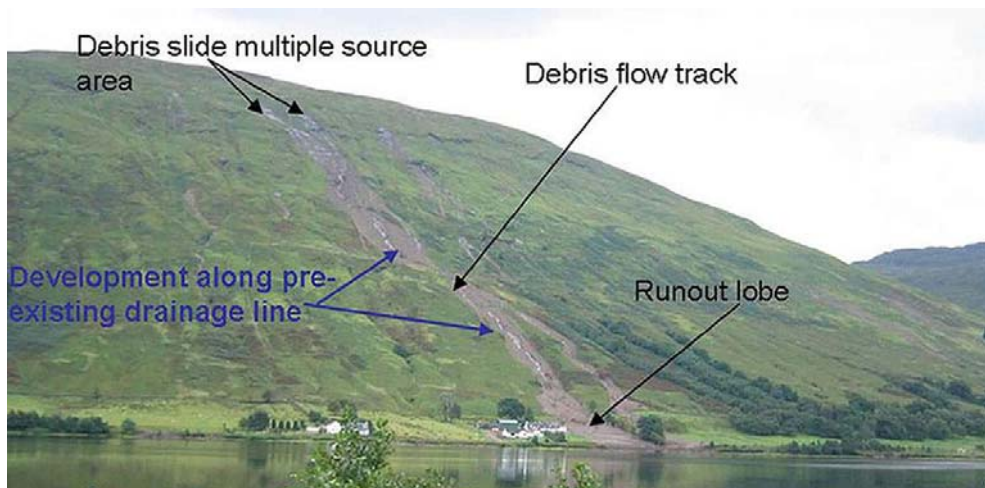 Debris slide multiple source
area
Debris flow track
Development along pre-
existing drainage line
Runout lobe